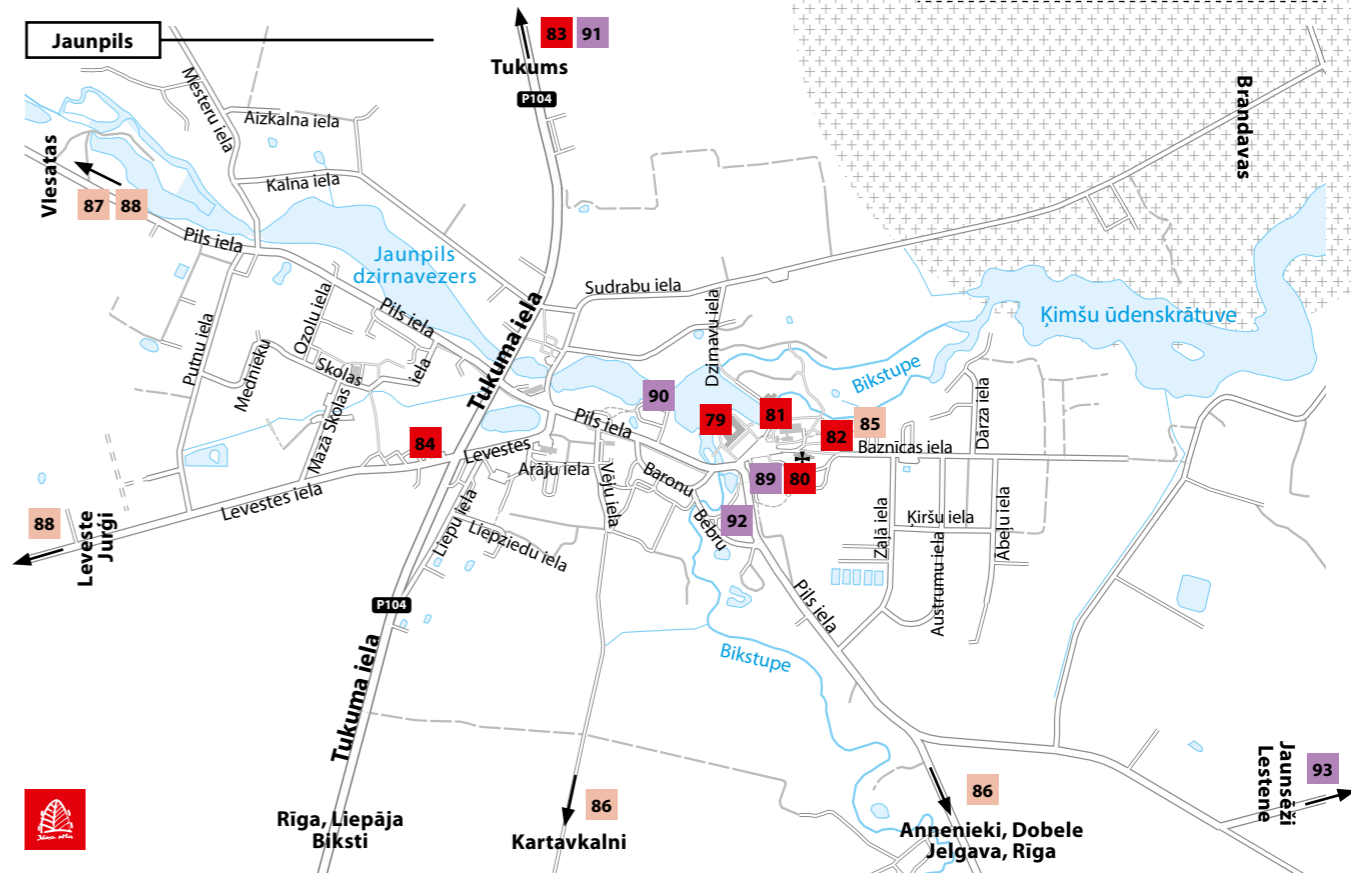 Jaunpils
83 91
Tukums
P104
Mesteru iela
Aizkalna iela
Kalna iela
Vlesatas
87 88
Pils iela
Jaunpils
dzirnavezers
Brandavas
Sudrabu iela
Dzirnavu iela
Ķimšu ūdenskrātuve
Bikstupe
Pils iela
Ozolu iela
Putnu iela
Mednieku
Skolas
iela
Mazā Skolas
Tukuma iela
90
79
81
82
85
Pils iela
Baznīcas iela
Dārza iela
84
Levestes
Arāju iela
Vēju iela
Baronu
Bebru
89
80
92
Levestes iela
88
Leveste
Jurģi
Liepu iela
Liepziedu iela
Zaļā iela
Ķiršu iela
Austrumu iela
Ābeļu iela
P104
Pils iela
Tukuma iela
Bikstupe
Rīga, Liepāja
Biksti
86
Kartavkalni
86
Annenieki, Dobele
Jelgava, Rīga
Jaunsēži
Lestene
93